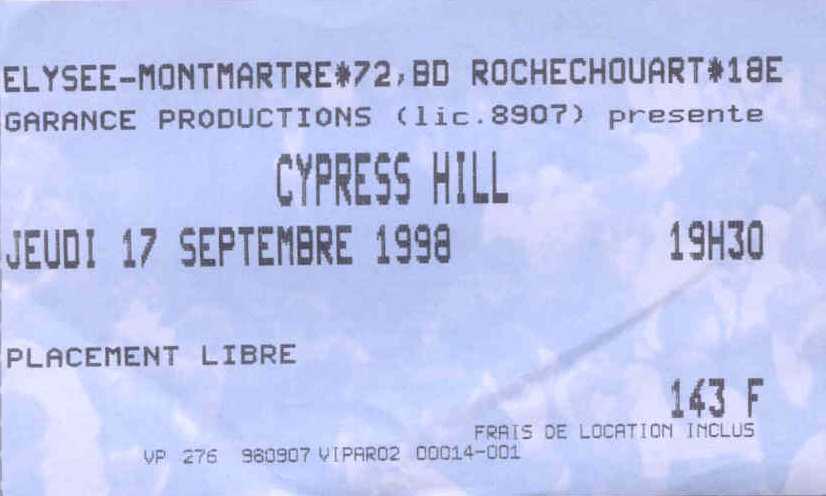 ELYSEE-MONTMARTRE*72,BD ROCHECHOUART*18E
GARANCE PRODUCTIONS (lic.8907) presente
CYPRESS HILL
JEUDI 17 SEPTEMBRE 1998 19H30
PLACEMENT LIBRE
143 F
FRAIS DE LOCATION INCLUS
VP 276 980907 VIPAR02 00014-001